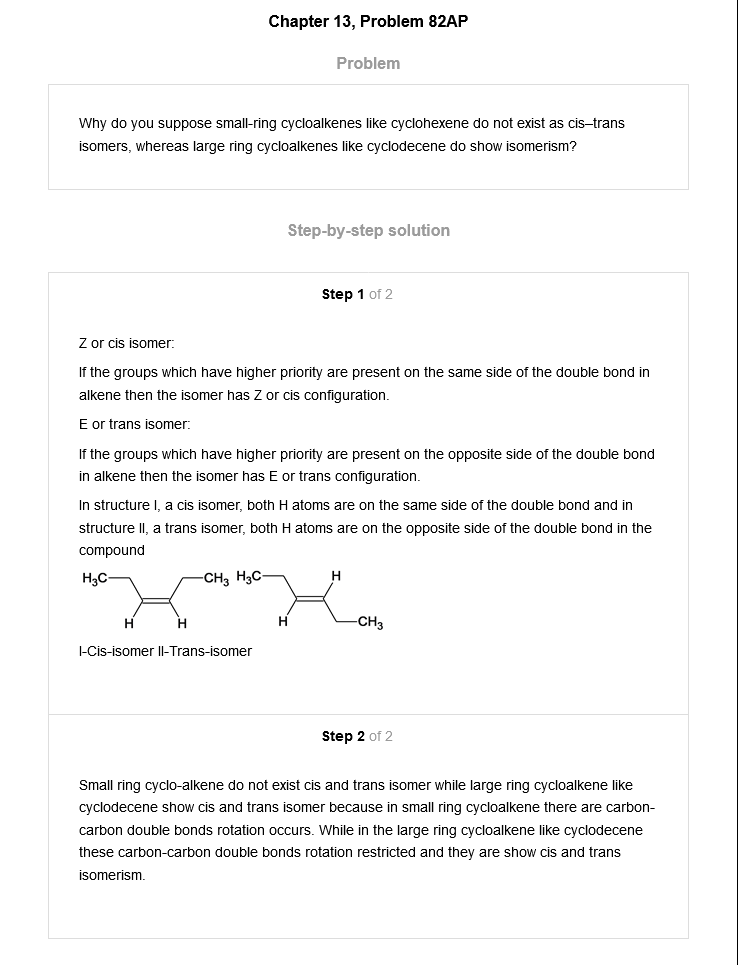 Chapter 13, Problem 82AP
Problem
Why do you suppose small-ring cycloalkenes like cyclohexene do not exist as cis–trans
isomers, whereas large ring cycloalkenes like cyclodecene do show isomerism?
Step-by-step solution
Step 1 of 2
Z or cis isomer:
If the groups which have higher priority are present on the same side of the double bond in
alkene then the isomer has Z or cis configuration.
E or trans isomer:
If the groups which have higher priority are present on the opposite side of the double bond
in alkene then the isomer has E or trans configuration.
In structure I, a cis isomer, both H atoms are on the same side of the double bond and in
structure II, a trans isomer, both H atoms are on the opposite side of the double bond in the
compound
H3C CH3 H3C H
H H H CH3
I-Cis-isomer II-Trans-isomer
Step 2 of 2
Small ring cyclo-alkene do not exist cis and trans isomer while large ring cycloalkene like
cyclodecene show cis and trans isomer because in small ring cycloalkene there are carbon-
carbon double bonds rotation occurs. While in the large ring cycloalkene like cyclodecene
these carbon-carbon double bonds rotation restricted and they are show cis and trans
isomerism.